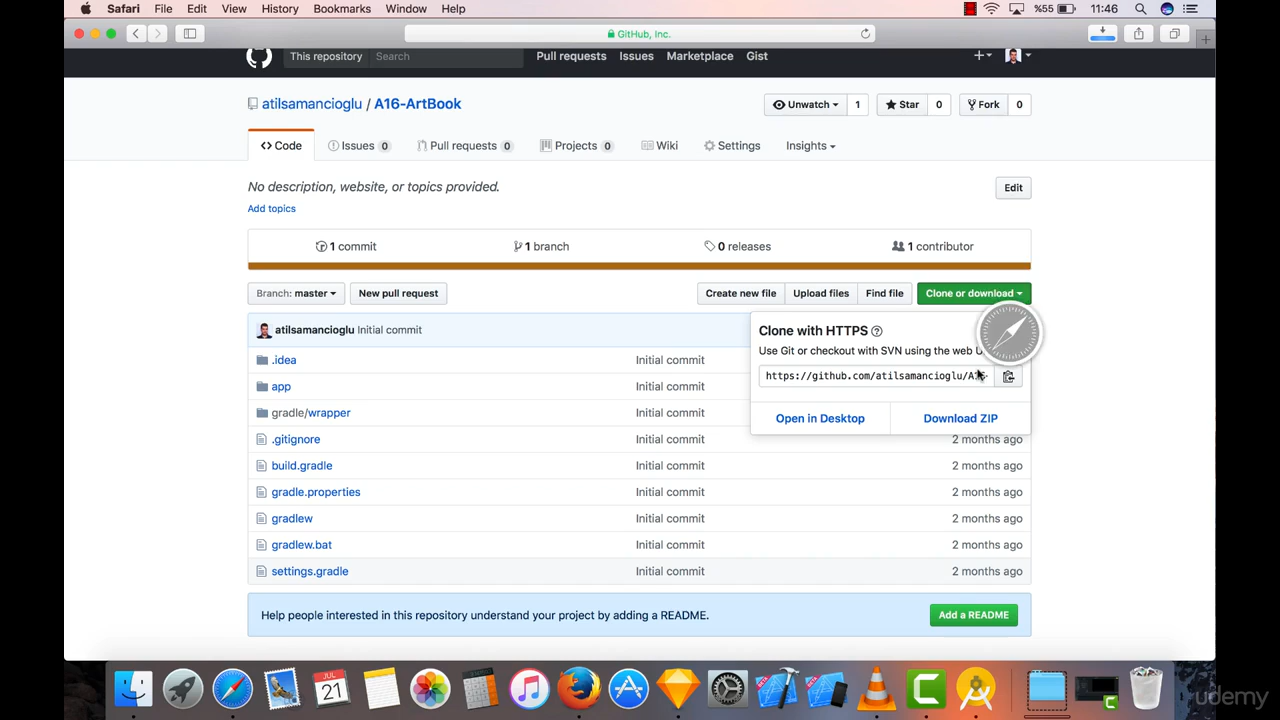 Safari File Edit View History Bookmarks Window Help %55 11:46
GitHub, Inc.
This repository Search Pull requests Issues Marketplace Gist
atilsamancioglu / A16-ArtBook Unwatch 1 Star 0 Fork 0
Code Issues 0 Pull requests 0 Projects 0 Wiki Settings Insights
No description, website, or topics provided. Edit
Add topics
1 commit 1 branch 0 releases 1 contributor
Branch: master New pull request Create new file Upload files Find file Clone or download
atilsamancioglu Initial commit
Clone with HTTPS
Use Git or checkout with SVN using the web
https://github.com/atilsamancioglu/
Open in Desktop Download ZIP
.idea Initial commit
app Initial commit
gradle/wrapper Initial commit
.gitignore Initial commit 2 months ago
build.gradle Initial commit 2 months ago
gradle.properties Initial commit 2 months ago
gradlew Initial commit 2 months ago
gradlew.bat Initial commit 2 months ago
settings.gradle Initial commit 2 months ago
Help people interested in this repository understand your project by adding a README. Add a README
JUL
21
udemy